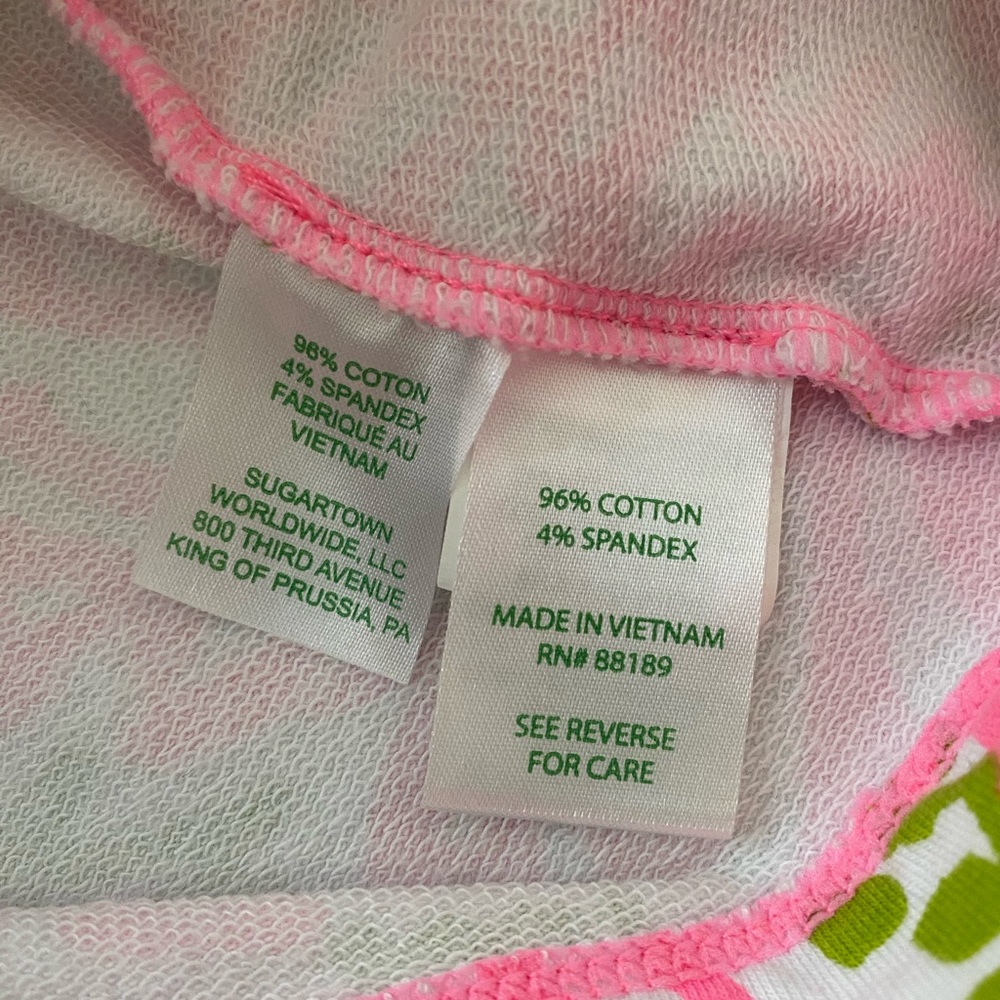 96% COTON
4% SPANDEX
FABRIQUÉ AU
VIETNAM
SUGARTOWN
WORLDWIDE, LLC
800 THIRD AVENUE
KING OF PRUSSIA, PA
96% COTTON
4% SPANDEX
MADE IN VIETNAM
RN# 88189
SEE REVERSE
FOR CARE